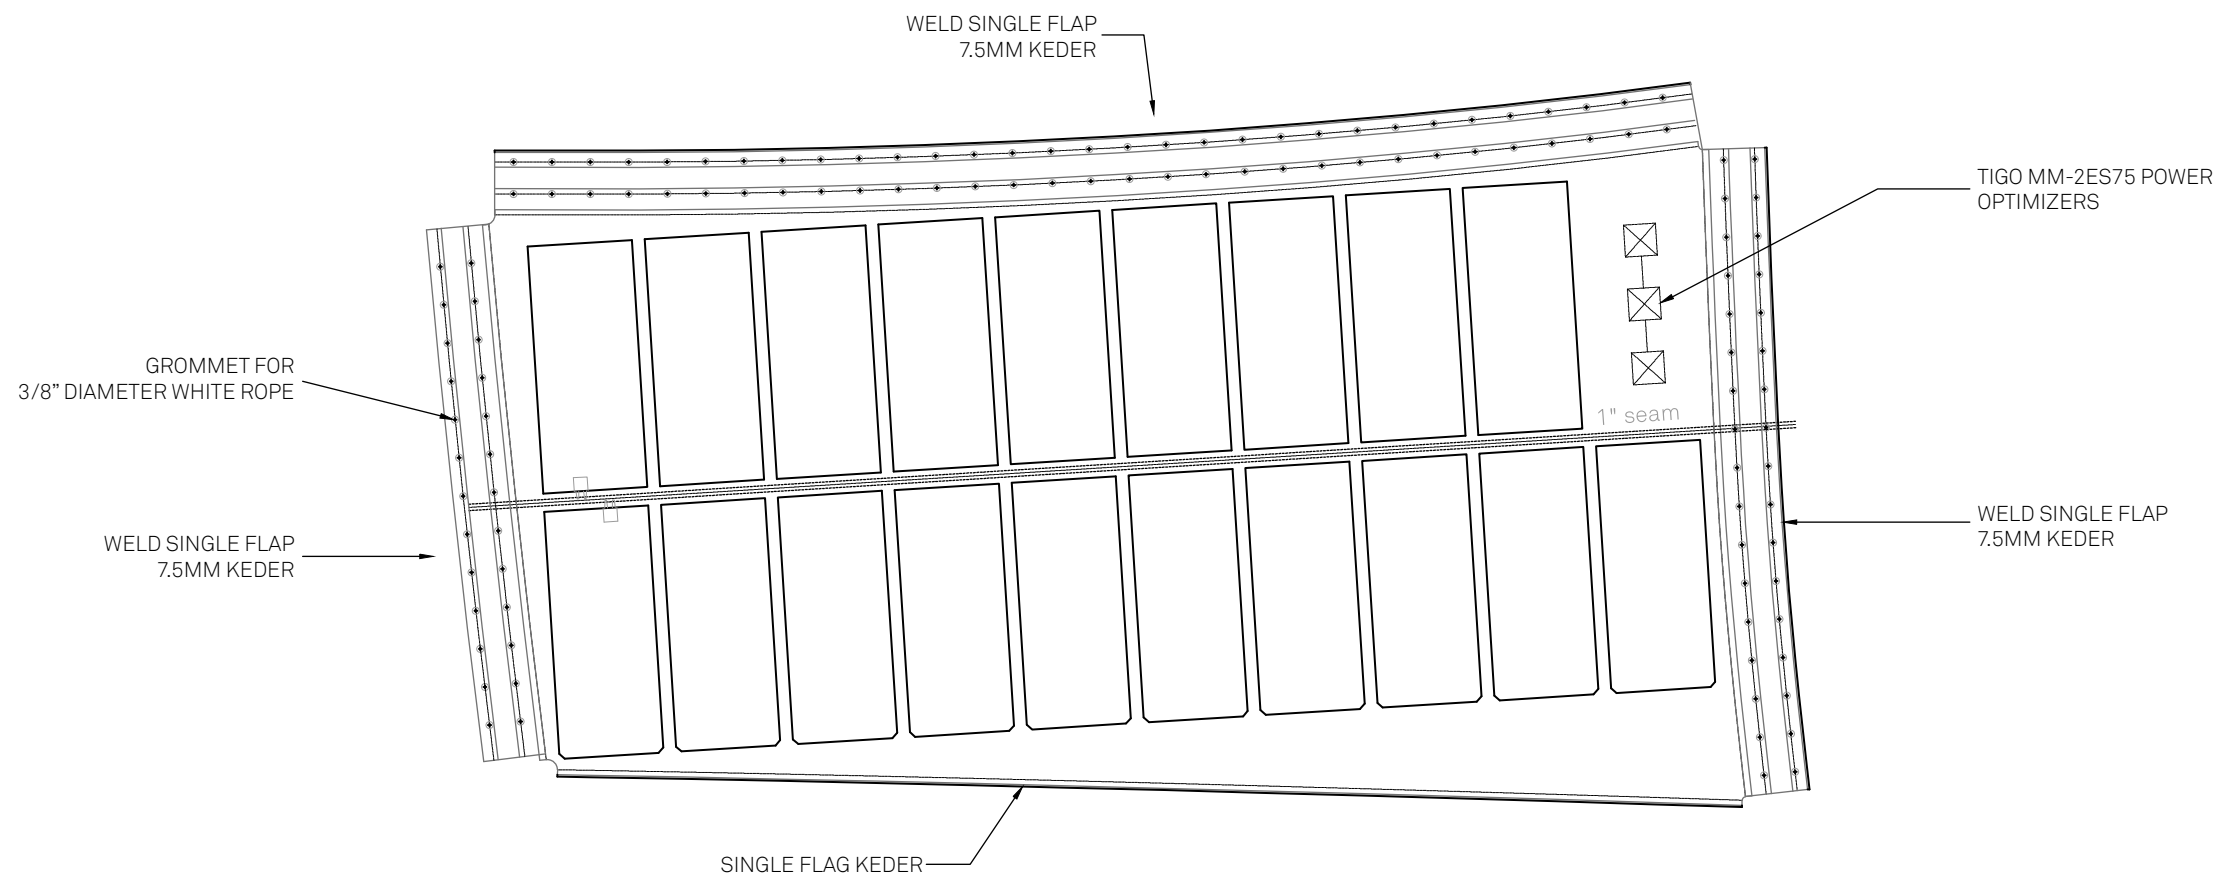 WELD SINGLE FLAP
7.5MM KEDER
TIGO MM-2ES75 POWER
OPTIMIZERS
GROMMET FOR
3/8” DIAMETER WHITE ROPE
1" seam
WELD SINGLE FLAP
7.5MM KEDER
WELD SINGLE FLAP
7.5MM KEDER
SINGLE FLAG KEDER